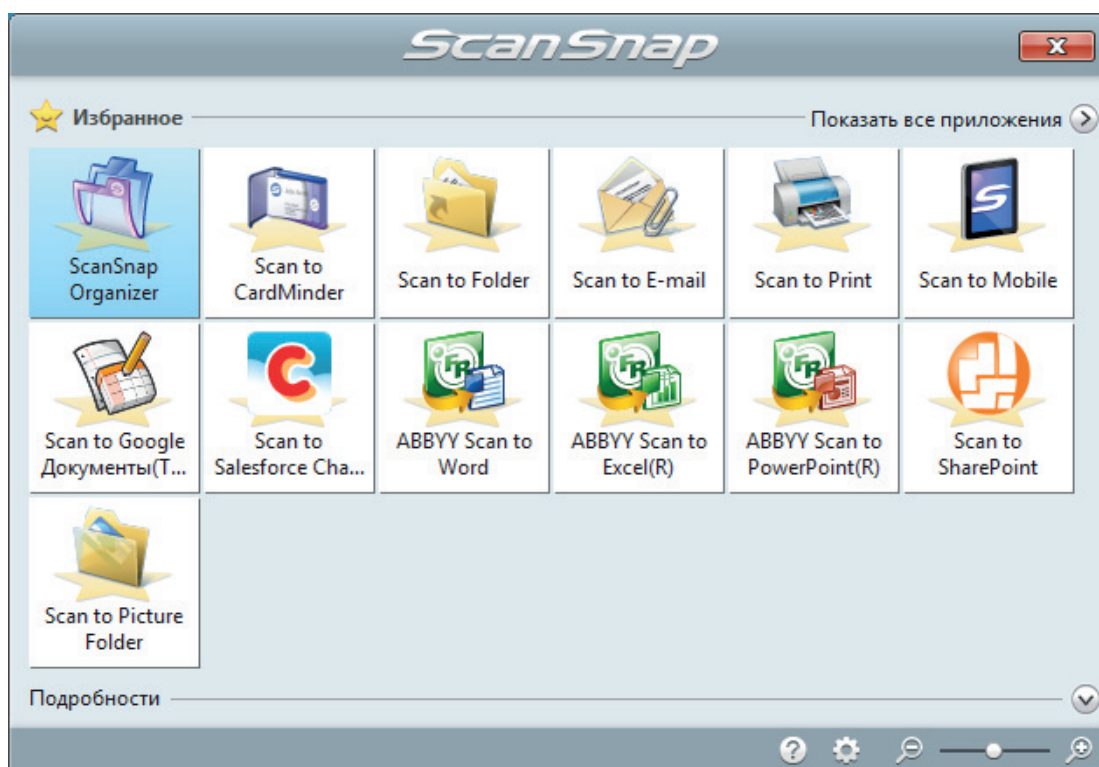 ScanSnap
Избранное
Показать все приложения
ScanSnap
Organizer
Scan to
CardMinder
Scan to Folder
Scan to E-mail
Scan to Print
Scan to Mobile
Scan to Google
Документы(T...
Scan to
Salesforce Cha...
ABBYY Scan to
Word
ABBYY Scan to
Excel(R)
ABBYY Scan to
PowerPoint(R)
Scan to
SharePoint
Scan to Picture
Folder
Подробности